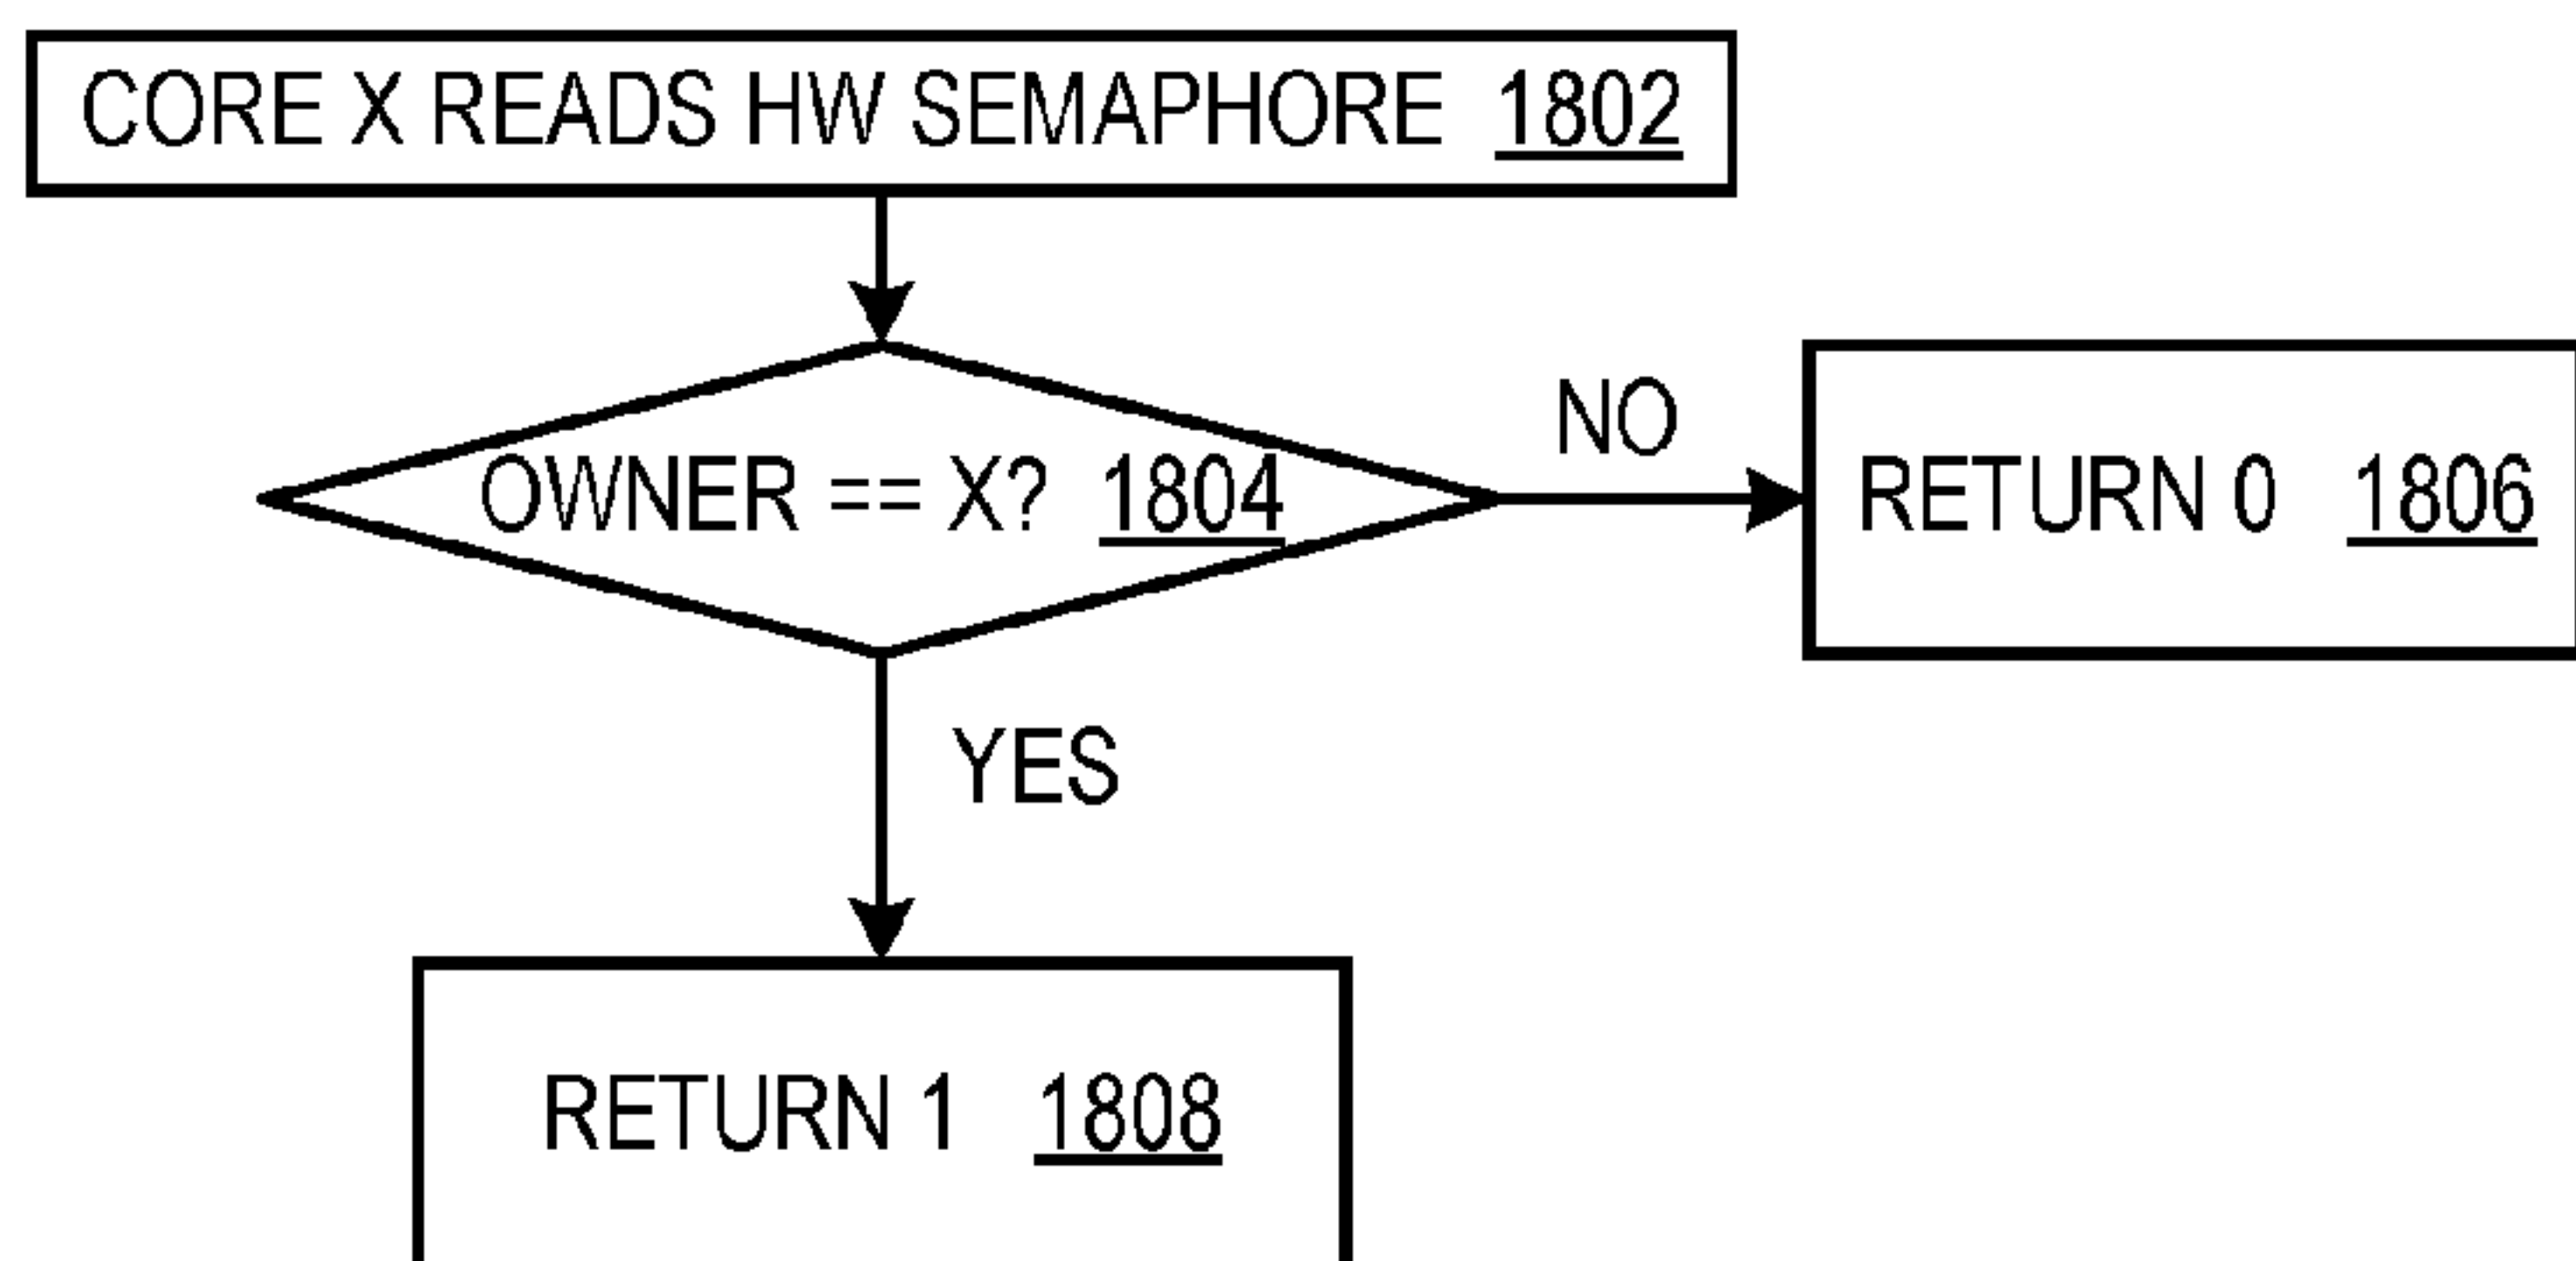 CORE X READS HW SEMAPHORE 1802
OWNER == X? 1804
NO
RETURN 0 1806
YES
RETURN 1 1808